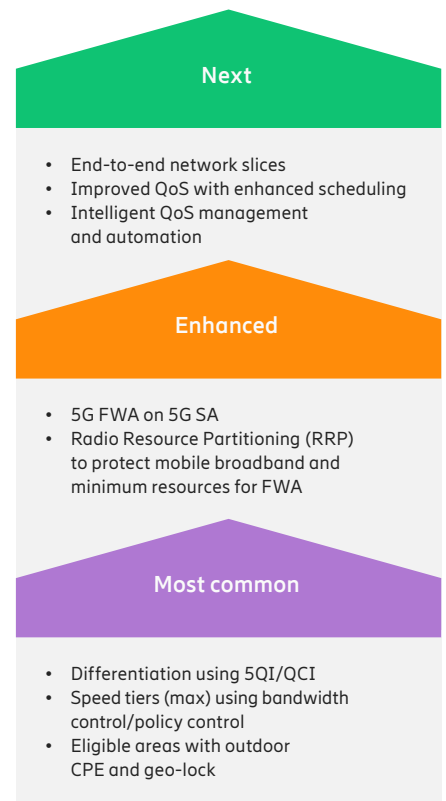 Next
• End-to-end network slices
• Improved QoS with enhanced scheduling
• Intelligent QoS management
and automation
Enhanced
• 5G FWA on 5G SA
• Radio Resource Partitioning (RRP)
to protect mobile broadband and
minimum resources for FWA
Most common
• Differentiation using 5QI/QCI
• Speed tiers (max) using bandwidth
control/policy control
• Eligible areas with outdoor
CPE and geo-lock